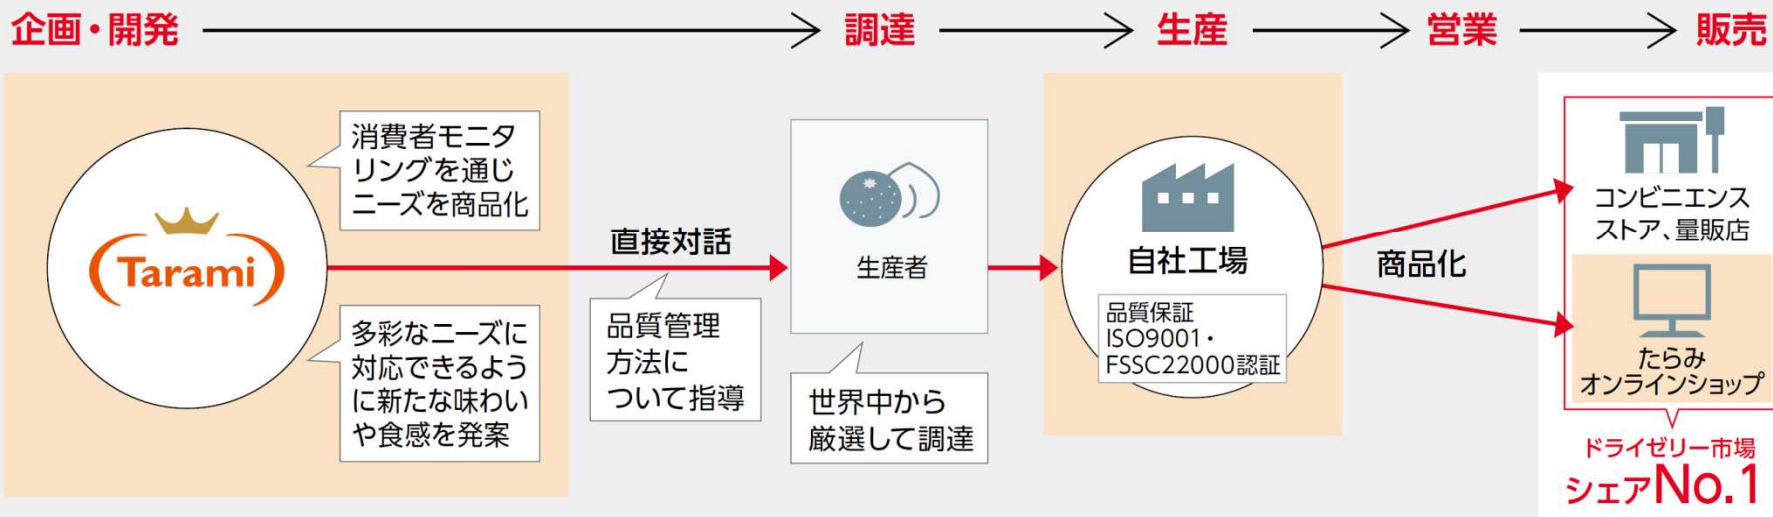 企画・開発
調達
生産
営業
販売
消費者モニタ
リングを通じ
ニーズを商品化
Tarami
多彩なニーズに
対応できるよう
に新たな味わい
や食感を発案
直接対話
品質管理
方法に
ついて指導
生産者
世界中から
厳選して調達
自社工場
品質保証
ISO9001・
FSSC22000認証
商品化
コンビニエンス
ストア、量販店
たらみ
オンラインショップ
ドライゼリー市場
シェアNo.1